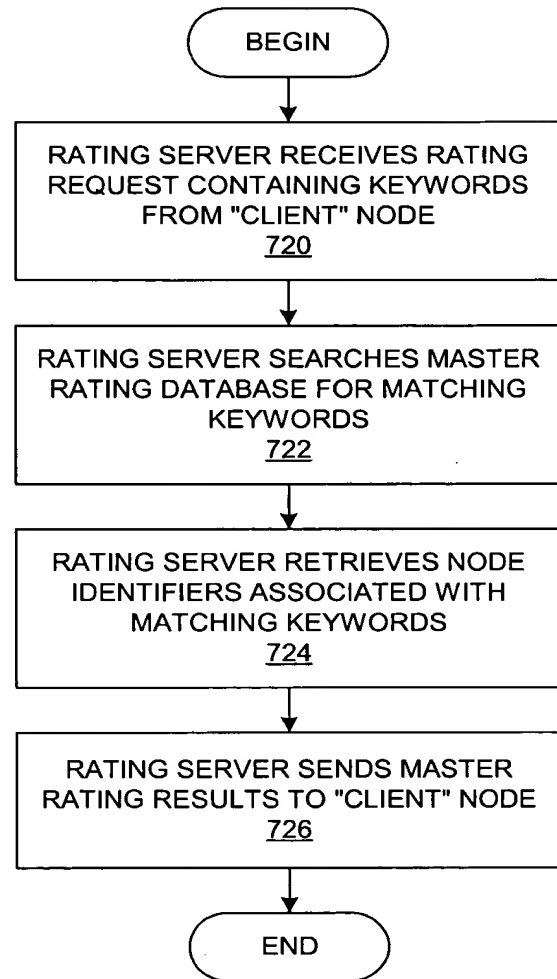 BEGIN
RATING SERVER RECEIVES RATING
REQUEST CONTAINING KEYWORDS
FROM "CLIENT" NODE
720
RATING SERVER SEARCHES MASTER
RATING DATABASE FOR MATCHING
KEYWORDS
722
RATING SERVER RETRIEVES NODE
IDENTIFIERS ASSOCIATED WITH
MATCHING KEYWORDS
724
RATING SERVER SENDS MASTER
RATING RESULTS TO "CLIENT" NODE
726
END